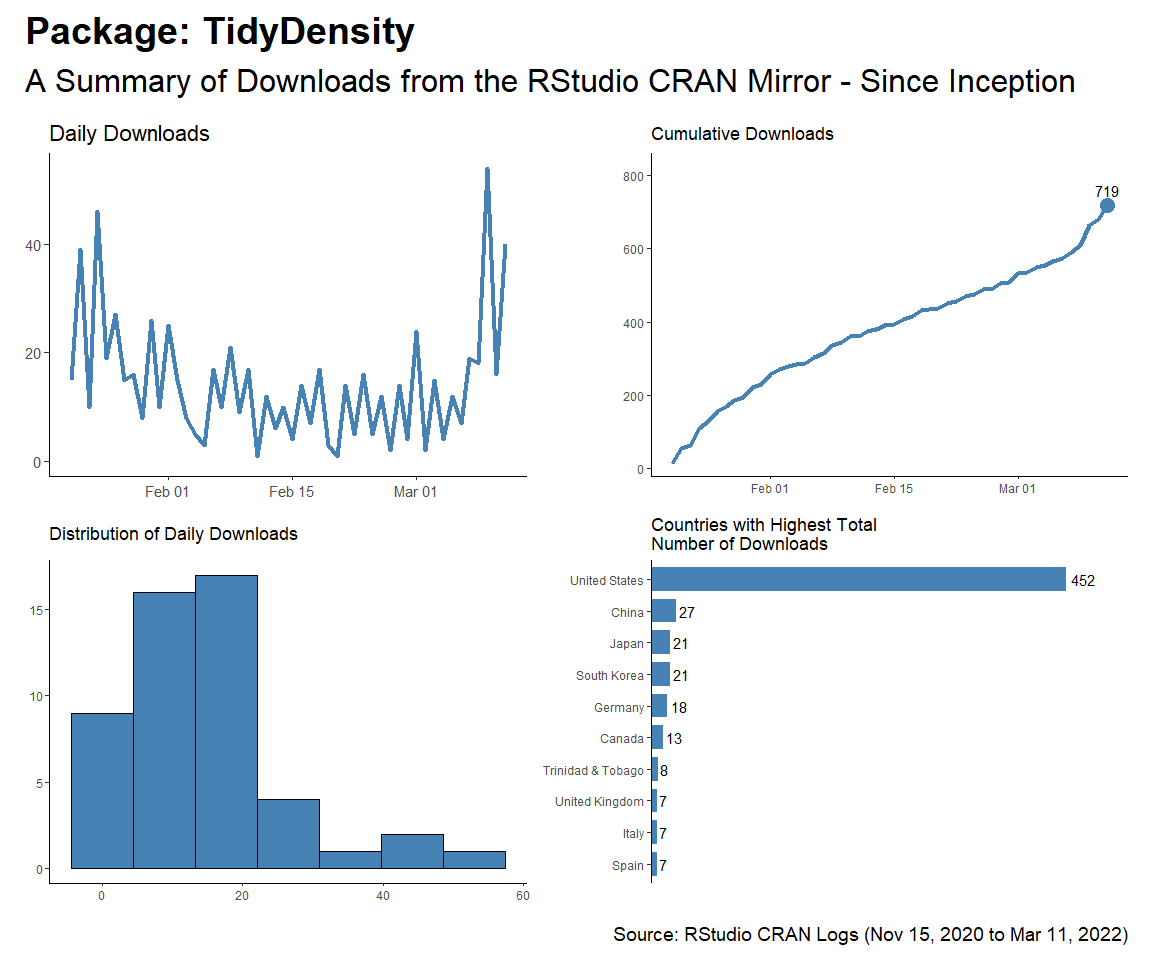 Package: TidyDensity
A Summary of Downloads from the RStudio CRAN Mirror - Since Inception
Daily Downloads
40
20
0
Feb 01 Feb 15 Mar 01
Cumulative Downloads
800
600
400
200
0
719
Feb 01 Feb 15 Mar 01
Distribution of Daily Downloads
15
10
5
0
0 20 40 60
Countries with Highest Total
Number of Downloads
United States 452
China 27
Japan 21
South Korea 21
Germany 18
Canada 13
Trinidad & Tobago 8
United Kingdom 7
Italy 7
Spain 7
Source: RStudio CRAN Logs (Nov 15, 2020 to Mar 11, 2022)